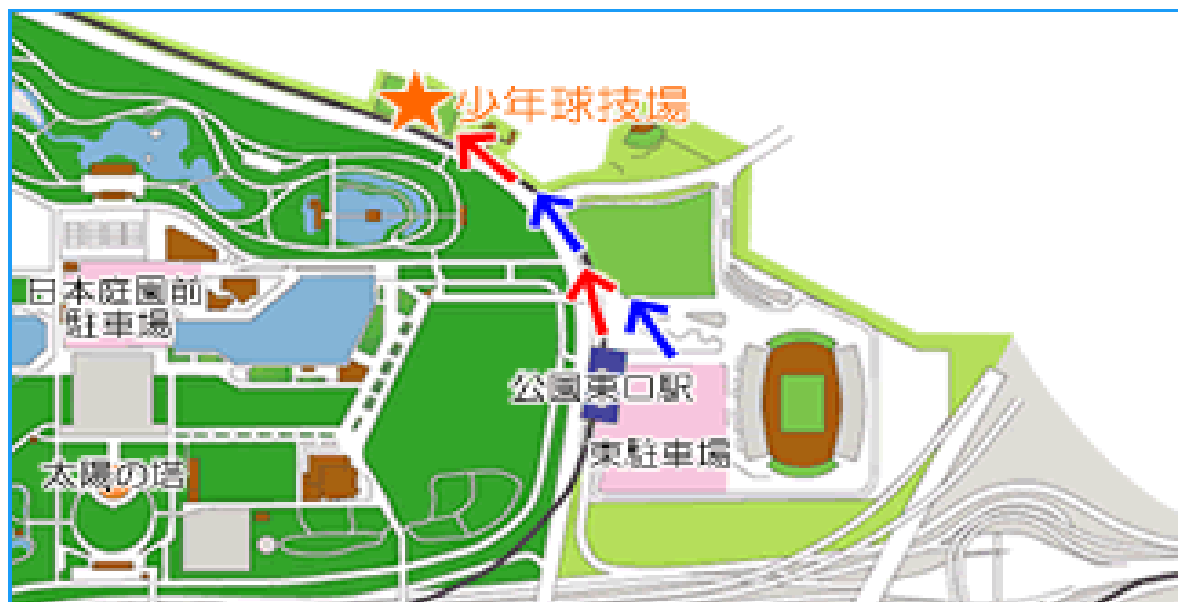 少年球技場
日本庭園前
駐車場
公園東口駅
東駐車場
太陽の塔